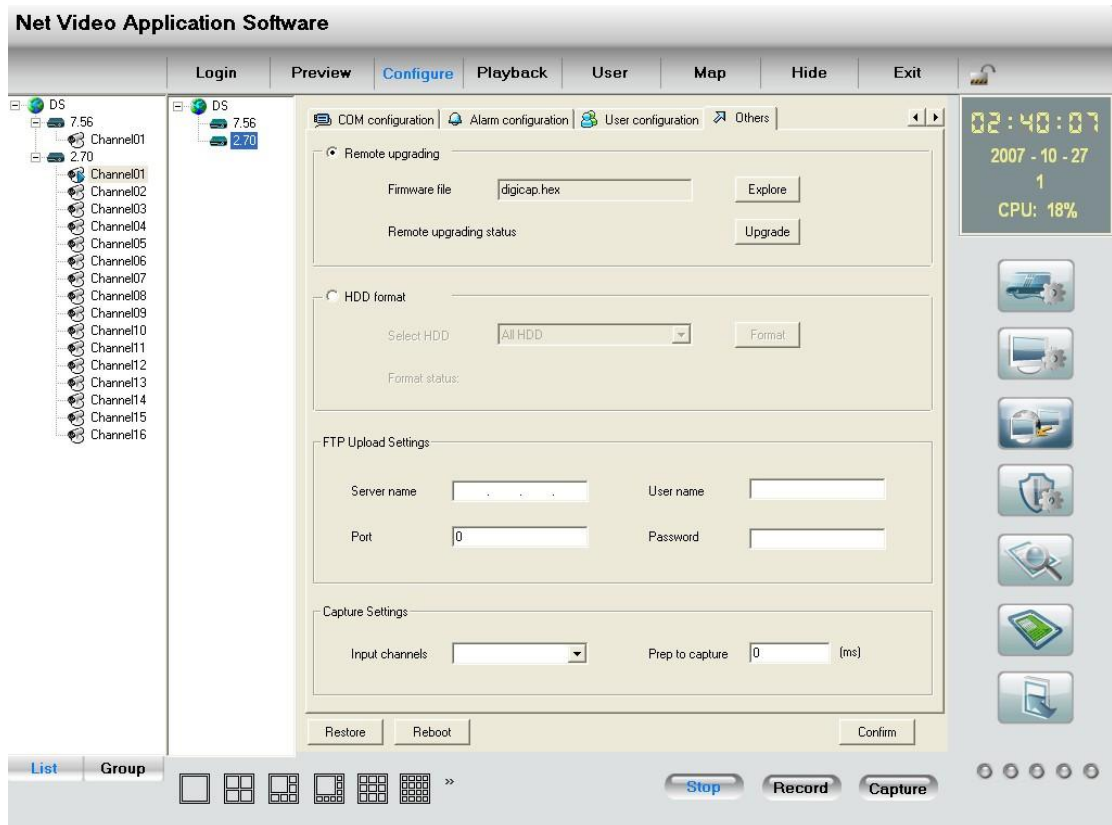 Net Video Application Software
Login Preview Configure Playback User Map Hide Exit
DS
7.56
Channel01
2.70
Channel01
Channel02
Channel03
Channel04
Channel05
Channel06
Channel07
Channel08
Channel09
Channel10
Channel11
Channel12
Channel13
Channel14
Channel15
Channel16
DS
7.56
2.70
COM configuration Alarm configuration User configuration Others
Remote upgrading
Firmware file digicap.hex Explore
Remote upgrading status Upgrade
HDD format
Select HDD All HDD Format
Format status:
FTP Upload Settings
Server name . . . User name
Port 0 Password
Capture Settings
Input channels Prep to capture 0 (ms)
Restore Reboot Confirm
02:40:07
2007 - 10 - 27
1
CPU: 18%
List Group
»
Stop Record Capture